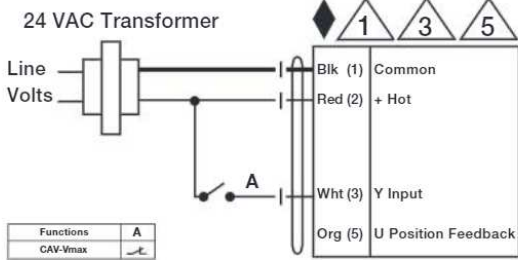 24 VAC Transformer
1 3 5
Line
Volts
Blk (1) Common
Red (2) + Hot
A
Wht (3) Y Input
Org (5) U Position Feedback
Functions A
CAV-Vmax